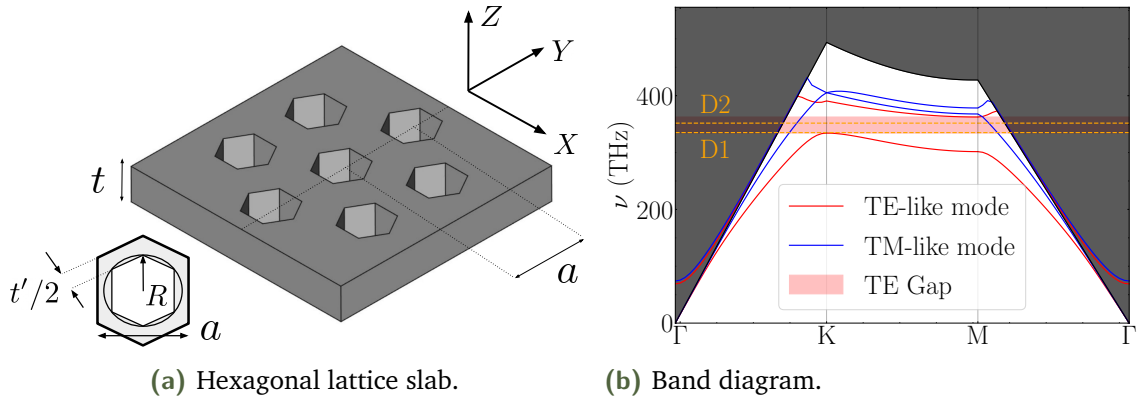 Z
Y
X
t
a
t′/2
R
a
(a) Hexagonal lattice slab.
ν (THz)
400
200
0
D2
D1
TE-like mode
TM-like mode
TE Gap
Γ K M Γ
(b) Band diagram.